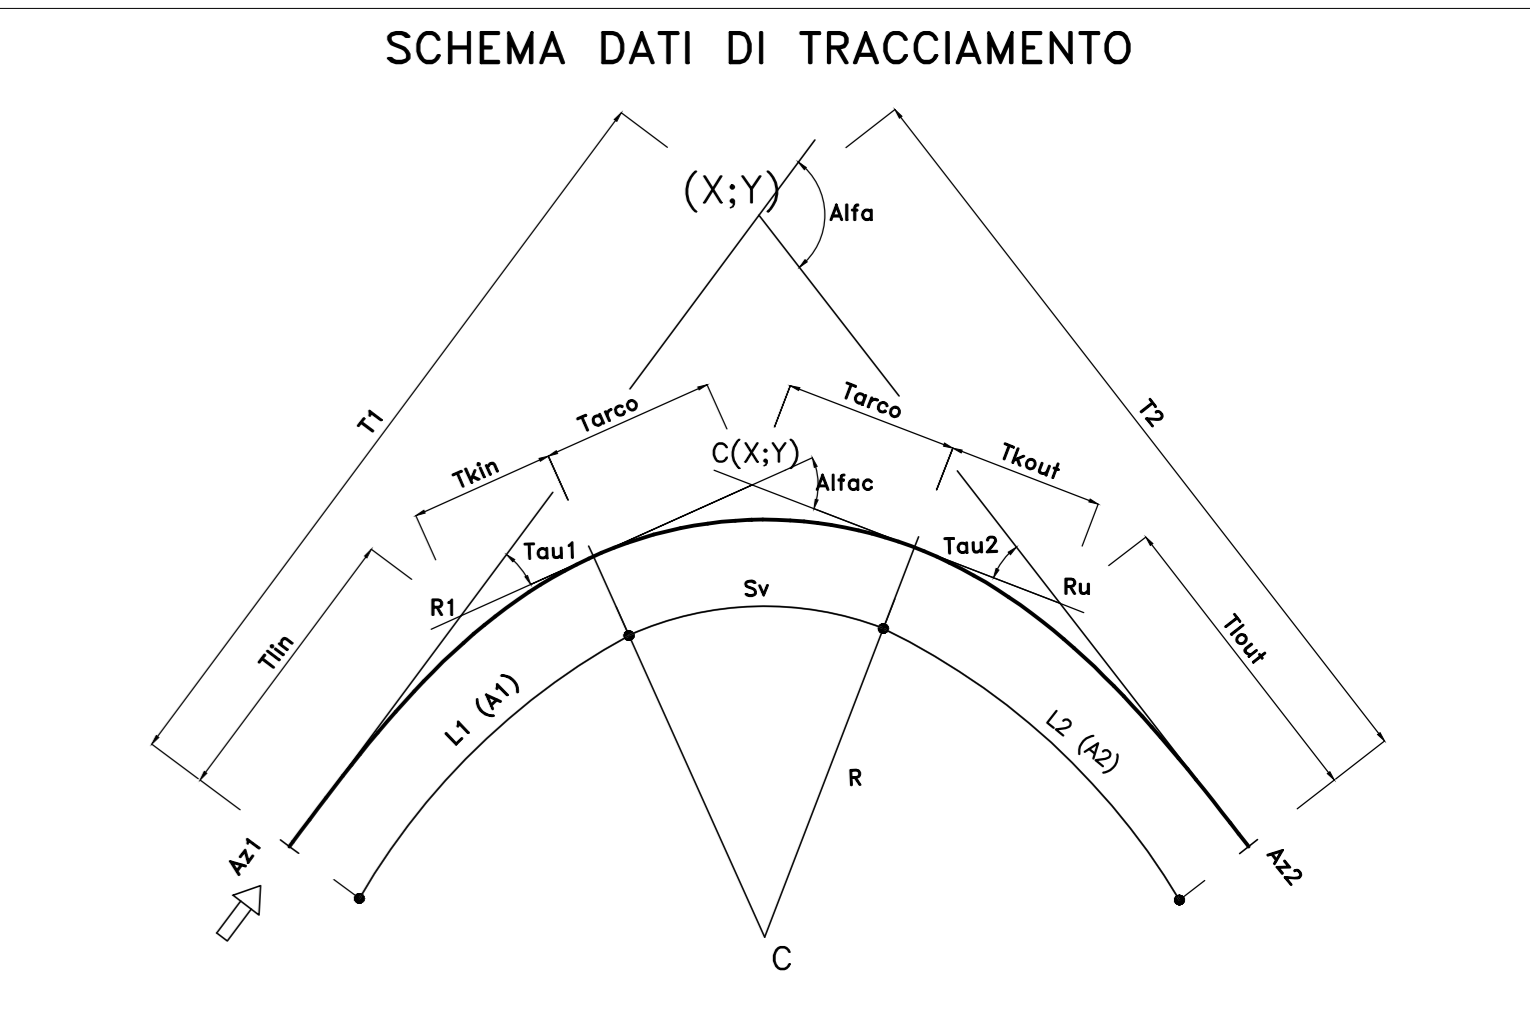 SCHEMA DATI DI TRACCIAMENTO
(X;Y)
Alfa
T1
T2
Tarco
Tarco
Tkin
C(X;Y)
Tkout
Alfac
Tau1
Tau2
R1
Sv
Ru
Tlin
Tlout
L1 (A1)
L2 (A2)
R
Az1
Az2
C